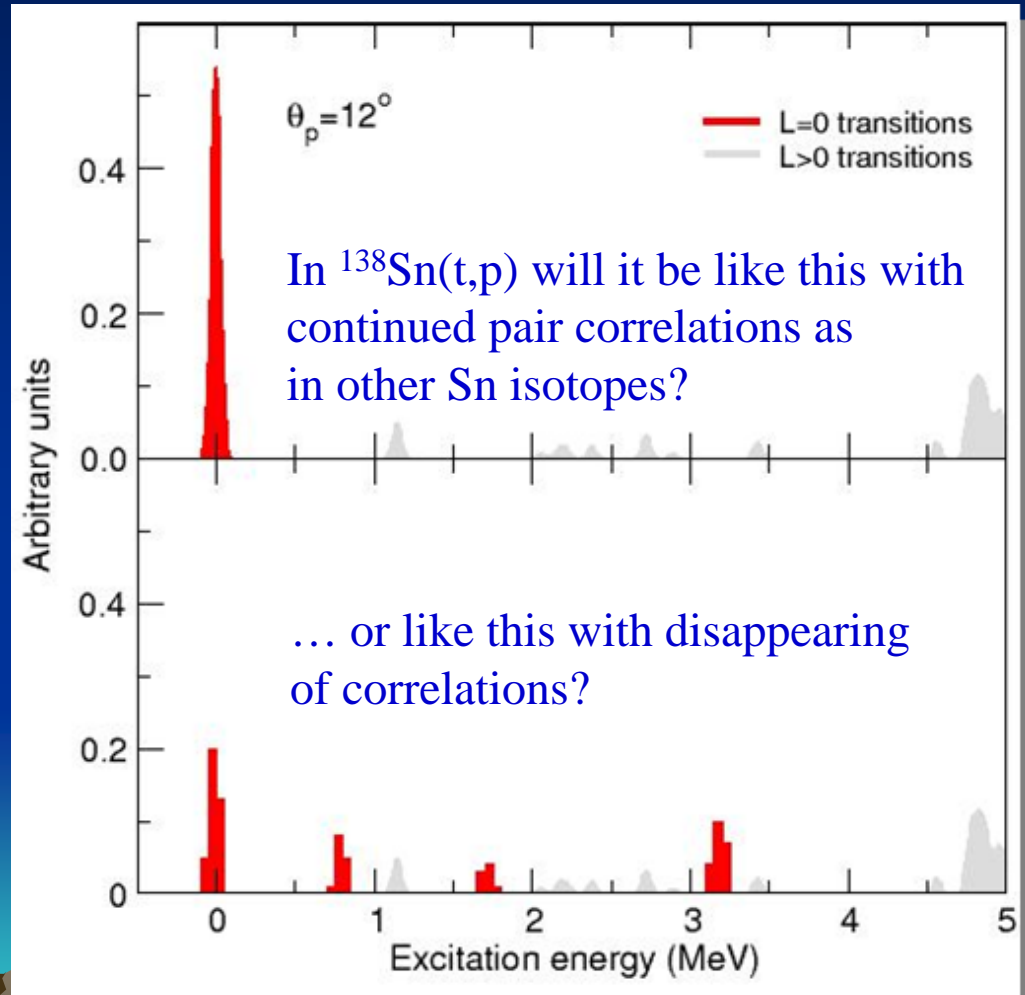 θp=12°
L=0 transitions
L>0 transitions
In ¹³⁸Sn(t,p) will it be like this with
continued pair correlations as
in other Sn isotopes?
0.4
0.2
0.0
Arbitrary units
… or like this with disappearing
of correlations?
0.4
0.2
0
0 1 2 3 4 5
Excitation energy (MeV)